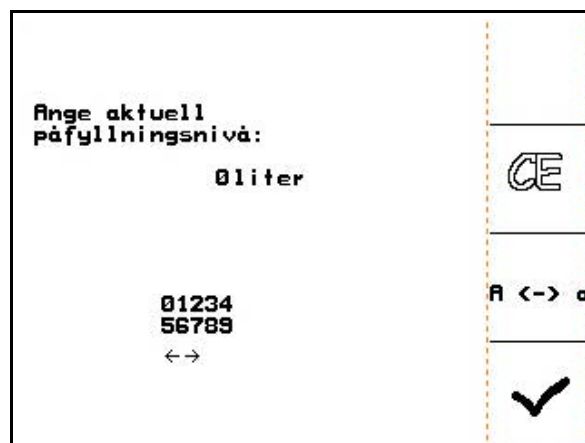 Ange aktuell
påfyllningsnivå:
0liter
CE
01234
56789
←→
A <-> a